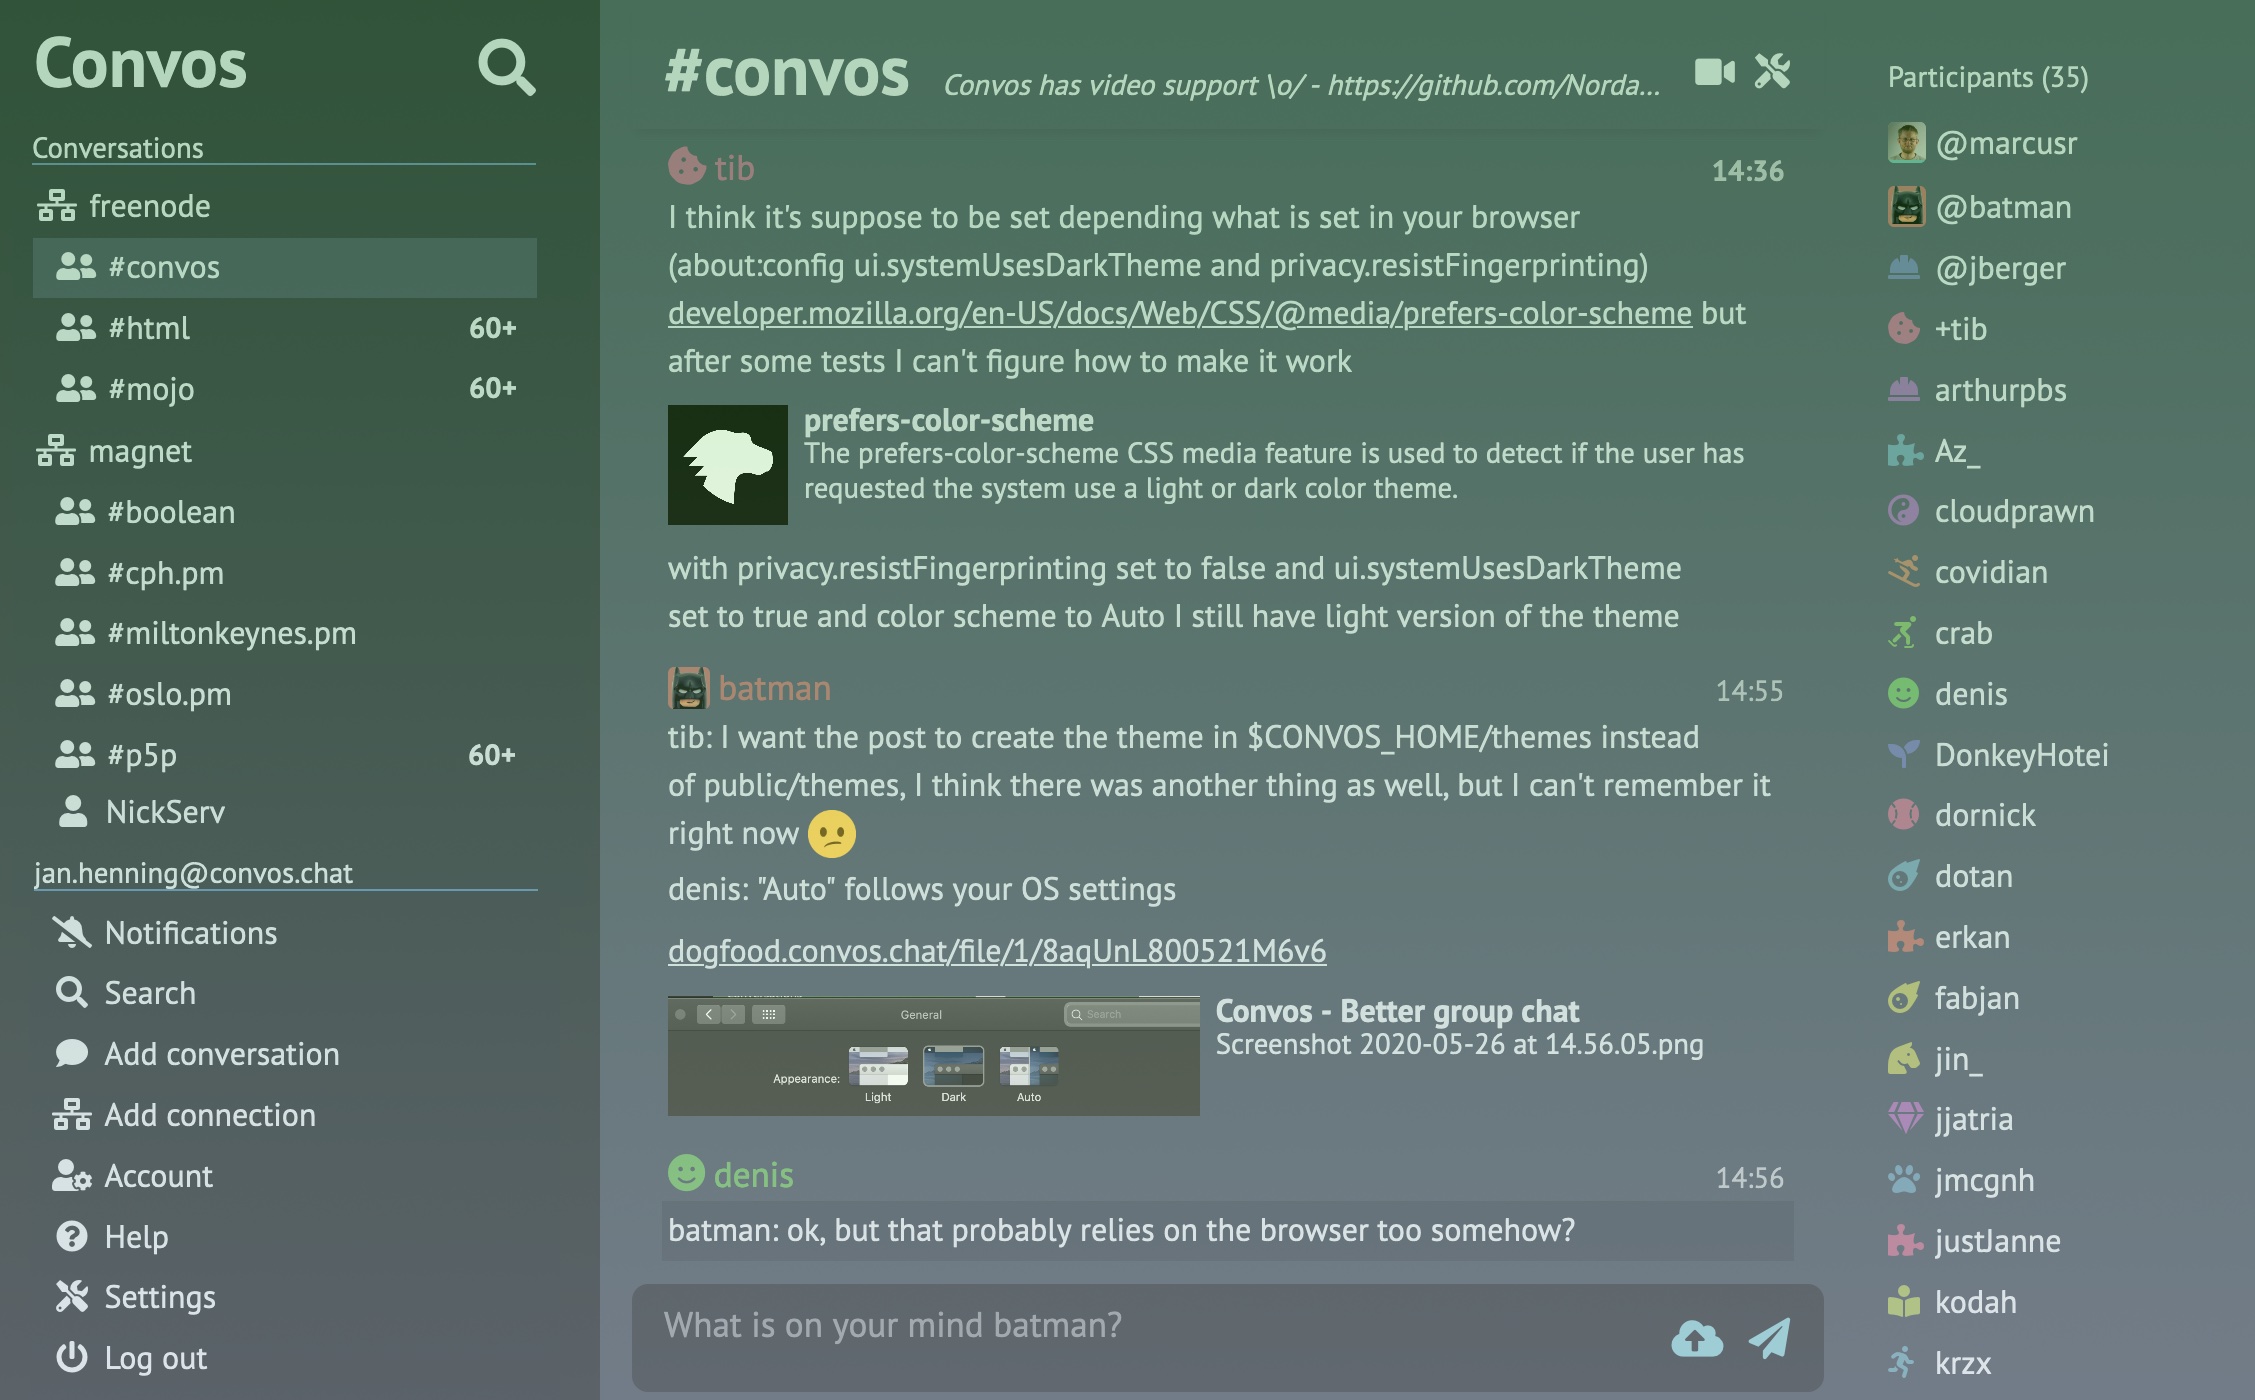 Convos
Conversations
freenode
#convos
#html 60+
#mojo 60+
magnet
#boolean
#cph.pm
#miltonkeynes.pm
#oslo.pm
#p5p 60+
NickServ
jan.henning@convos.chat
Notifications
Search
Add conversation
Add connection
Account
Help
Settings
Log out
#convos Convos has video support \o/ - https://github.com/Norda...
tib 14:36
I think it's suppose to be set depending what is set in your browser
(about:config ui.systemUsesDarkTheme and privacy.resistFingerprinting)
developer.mozilla.org/en-US/docs/Web/CSS/@media/prefers-color-scheme but
after some tests I can't figure how to make it work
prefers-color-scheme
The prefers-color-scheme CSS media feature is used to detect if the user has
requested the system use a light or dark color theme.
with privacy.resistFingerprinting set to false and ui.systemUsesDarkTheme
set to true and color scheme to Auto I still have light version of the theme
batman 14:55
tib: I want the post to create the theme in $CONVOS_HOME/themes instead
of public/themes, I think there was another thing as well, but I can't remember it
right now
denis: "Auto" follows your OS settings
dogfood.convos.chat/file/1/8aqUnL800521M6v6
General
Search
Appearance:
Light Dark Auto
Convos - Better group chat
Screenshot 2020-05-26 at 14.56.05.png
denis 14:56
batman: ok, but that probably relies on the browser too somehow?
What is on your mind batman?
Participants (35)
@marcusr
@batman
@jberger
+tib
arthurpbs
Az_
cloudprawn
covidian
crab
denis
DonkeyHotei
dornick
dotan
erkan
fabjan
jin_
jjatria
jmcgnh
justJanne
kodah
krzx